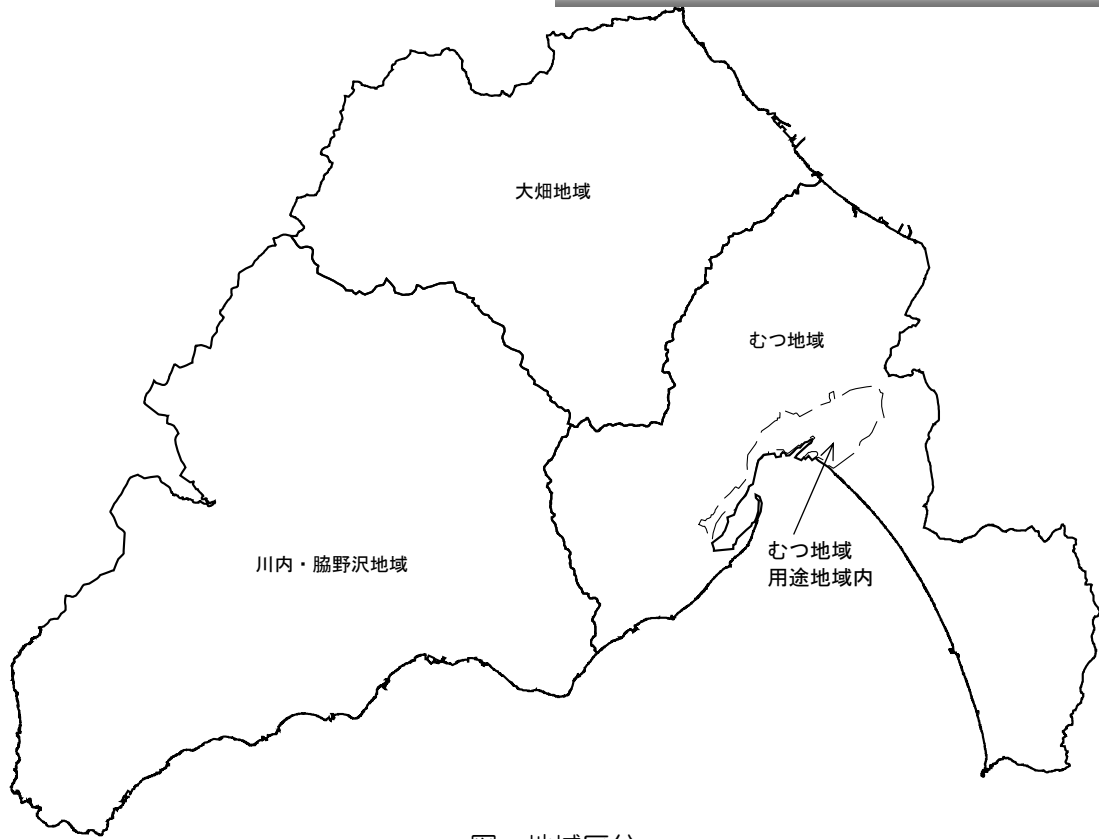 大畑地域
むつ地域
川内・脇野沢地域
むつ地域
用途地域内
図 地域区分